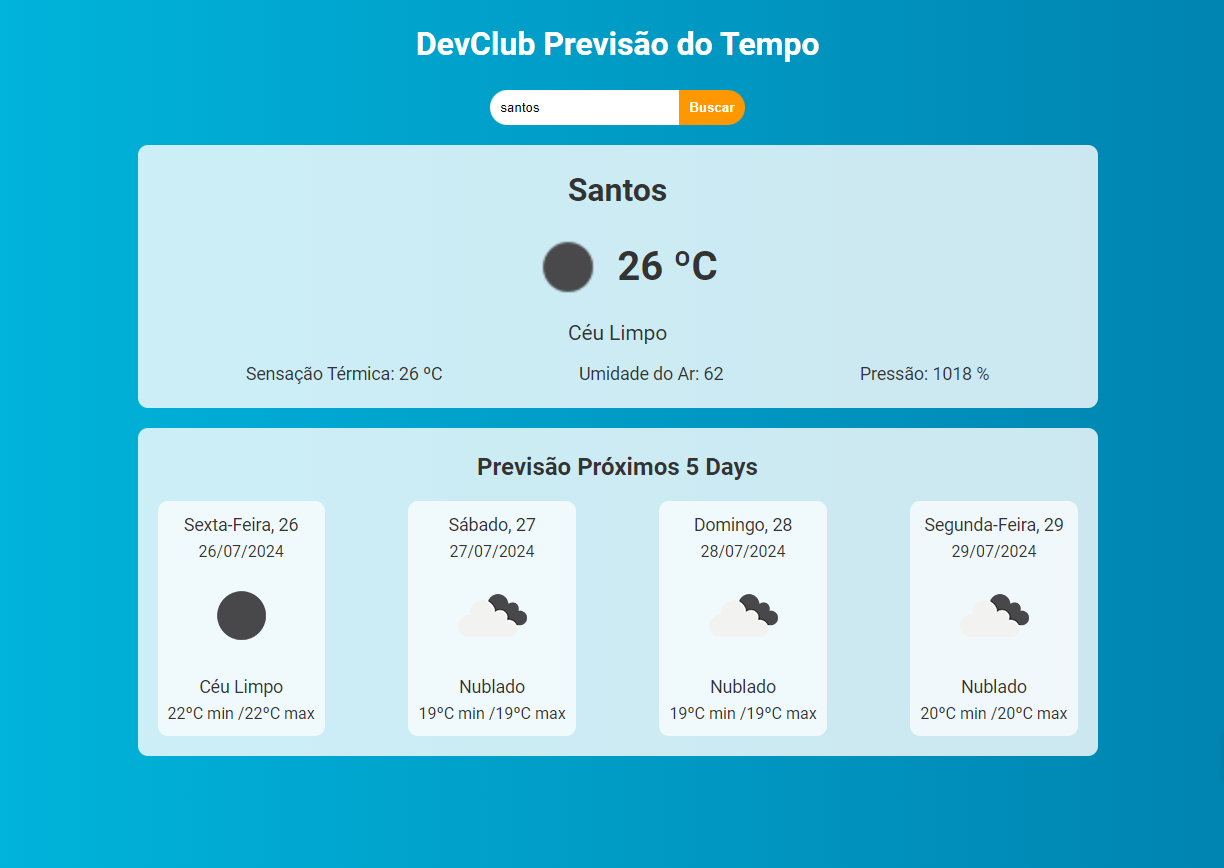 DevClub Previsão do Tempo
santos
Buscar
Santos
26 ºC
Céu Limpo
Sensação Térmica: 26 ºC
Umidade do Ar: 62
Pressão: 1018 %
Previsão Próximos 5 Days
Sexta-Feira, 26
26/07/2024
Céu Limpo
22ºC min /22ºC max
Sábado, 27
27/07/2024
Nublado
19ºC min /19ºC max
Domingo, 28
28/07/2024
Nublado
19ºC min /19ºC max
Segunda-Feira, 29
29/07/2024
Nublado
20ºC min /20ºC max